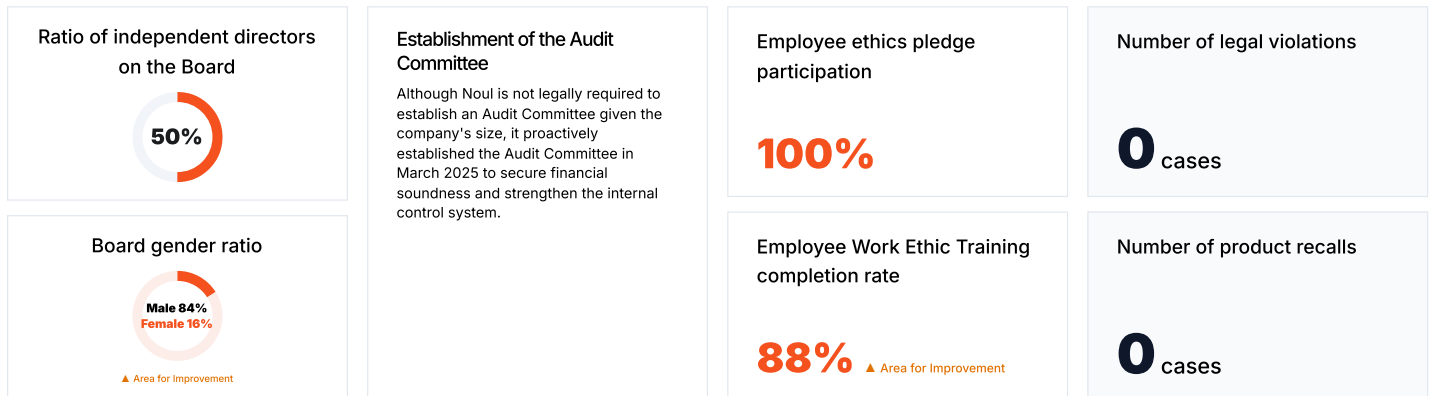 Ratio of independent directors
on the Board
50%
Board gender ratio
Male 84%
Female 16%
▲ Area for Improvement
Establishment of the Audit
Committee
Although Noul is not legally required to
establish an Audit Committee given the
company's size, it proactively
established the Audit Committee in
March 2025 to secure financial
soundness and strengthen the internal
control system.
Employee ethics pledge
participation
100%
Employee Work Ethic Training
completion rate
88% ▲ Area for Improvement
Number of legal violations
0 cases
Number of product recalls
0 cases